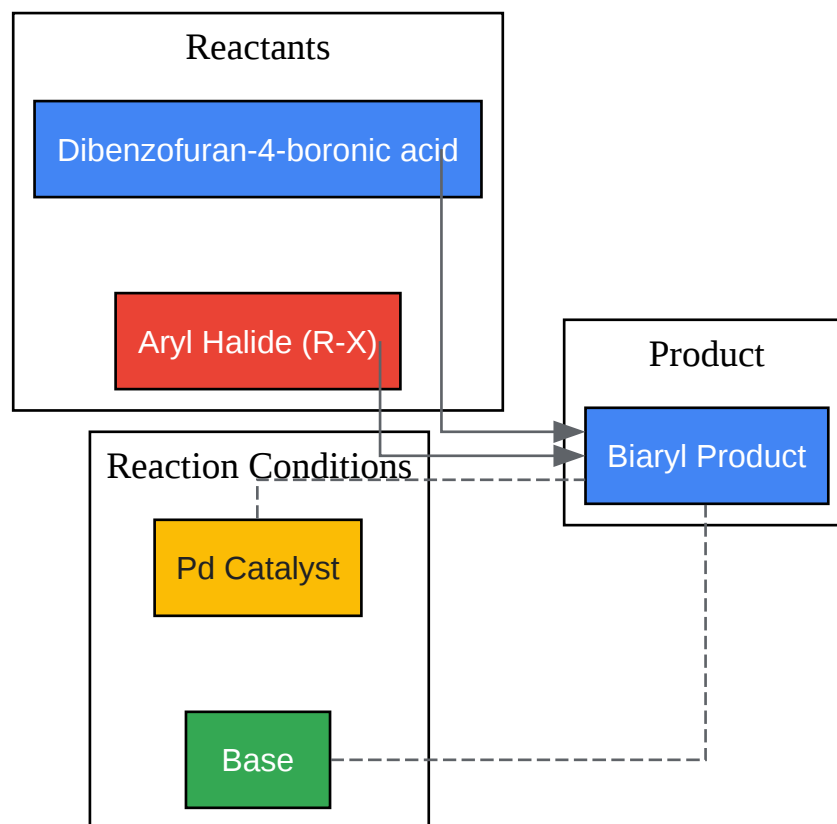 Reactants
Dibenzofuran-4-boronic acid
Aryl Halide (R-X)
Product
Biaryl Product
Reaction Conditions
Pd Catalyst
Base